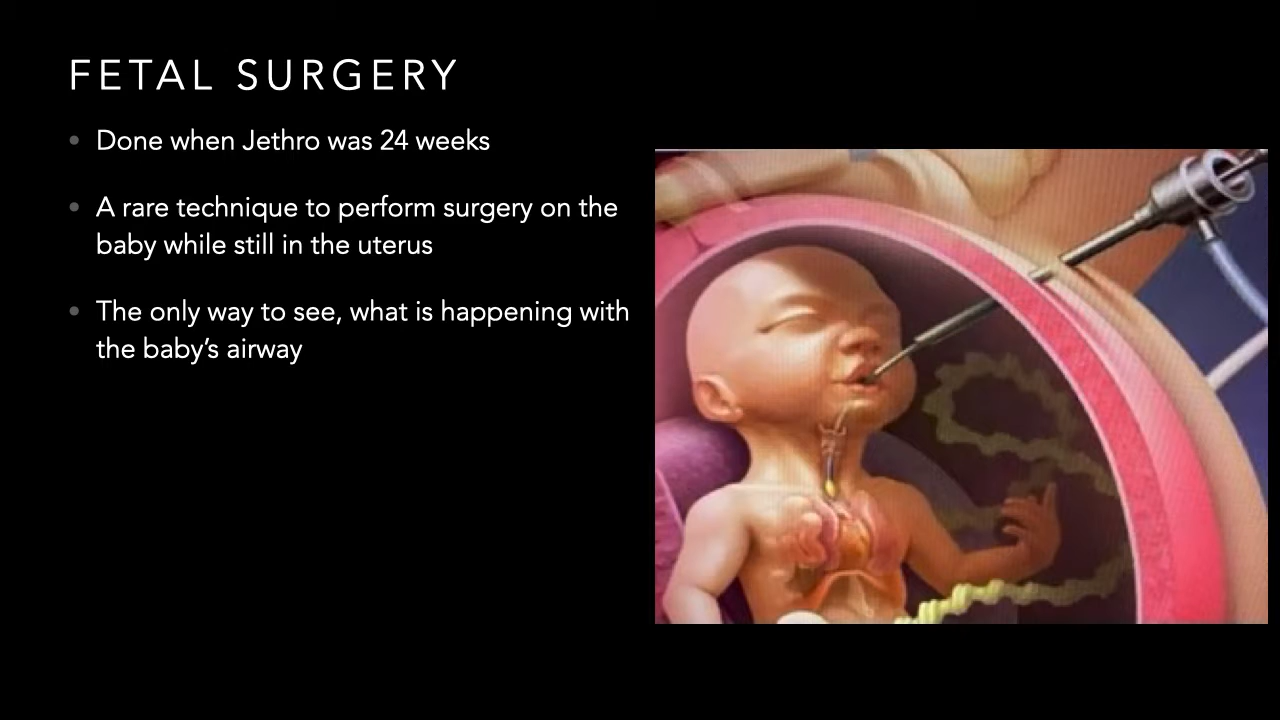 FETAL SURGERY
• Done when Jethro was 24 weeks
• A rare technique to perform surgery on the
baby while still in the uterus
• The only way to see, what is happening with
the baby’s airway